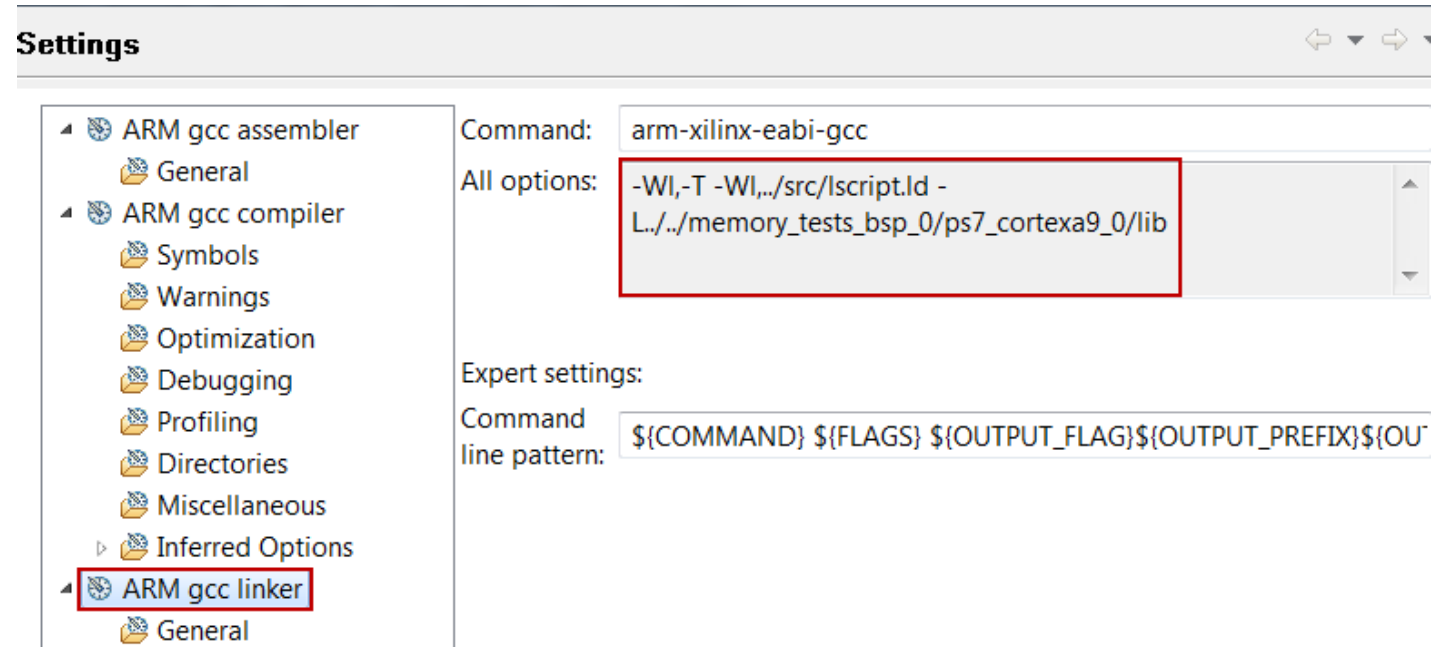 Settings
ARM gcc assembler
General
ARM gcc compiler
Symbols
Warnings
Optimization
Debugging
Profiling
Directories
Miscellaneous
Inferred Options
ARM gcc linker
General
Command: arm-xilinx-eabi-gcc
All options: -Wl,-T -Wl,../src/lscript.ld -
L../../memory_tests_bsp_0/ps7_cortexa9_0/lib
Expert settings:
Command
line pattern: ${COMMAND} ${FLAGS} ${OUTPUT_FLAG}${OUTPUT_PREFIX}${OUT